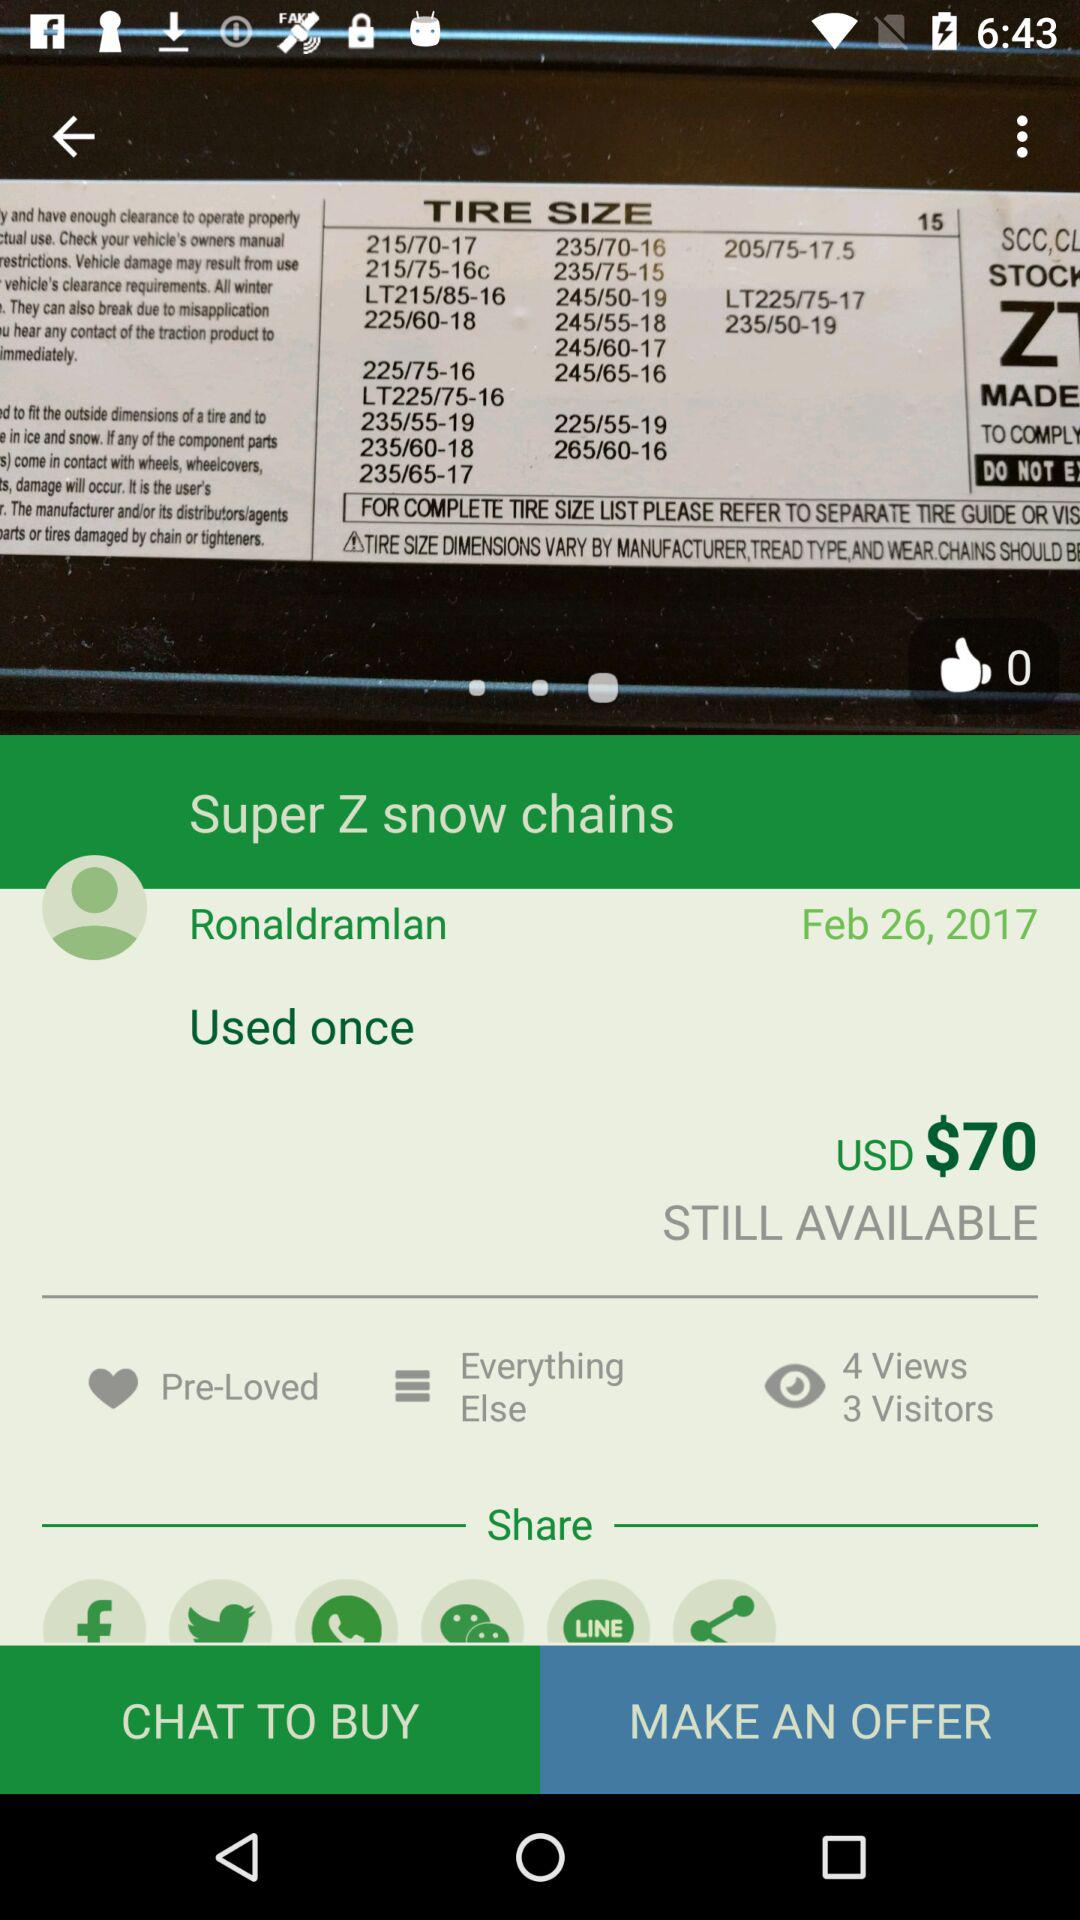 FAKE
6:43
TIRE SIZE
15
y and have enough clearance to operate properly
ctual use. Check your vehicle's owners manual
restrictions. Vehicle damage may result from use
vehicle's clearance requirements. All winter
. They can also break due to misapplication
u hear any contact of the traction product to
immediately.
ed to fit the outside dimensions of a tire and to
e in ice and snow. If any of the component parts
s) come in contact with wheels, wheelcovers,
ts, damage will occur. It is the user's
r. The manufacturer and/or its distributors/agents
parts or tires damaged by chain or tighteners.
215/70-17 235/70-16 205/75-17.5
215/75-16c 235/75-15
LT215/85-16 245/50-19 LT225/75-17
225/60-18 245/55-18 235/50-19
245/60-17
225/75-16 245/65-16
LT225/75-16
235/55-19 225/55-19
235/60-18 265/60-16
235/65-17
FOR COMPLETE TIRE SIZE LIST PLEASE REFER TO SEPARATE TIRE GUIDE OR VIS
⚠TIRE SIZE DIMENSIONS VARY BY MANUFACTURER,TREAD TYPE,AND WEAR.CHAINS SHOULD BE
SCC,CL
STOCK
ZT
MADE
TO COMPLY
DO NOT EX
0
Super Z snow chains
Ronaldramlan
Feb 26, 2017
Used once
USD $70
STILL AVAILABLE
Pre-Loved
Everything
Else
4 Views
3 Visitors
Share
LINE
CHAT TO BUY
MAKE AN OFFER